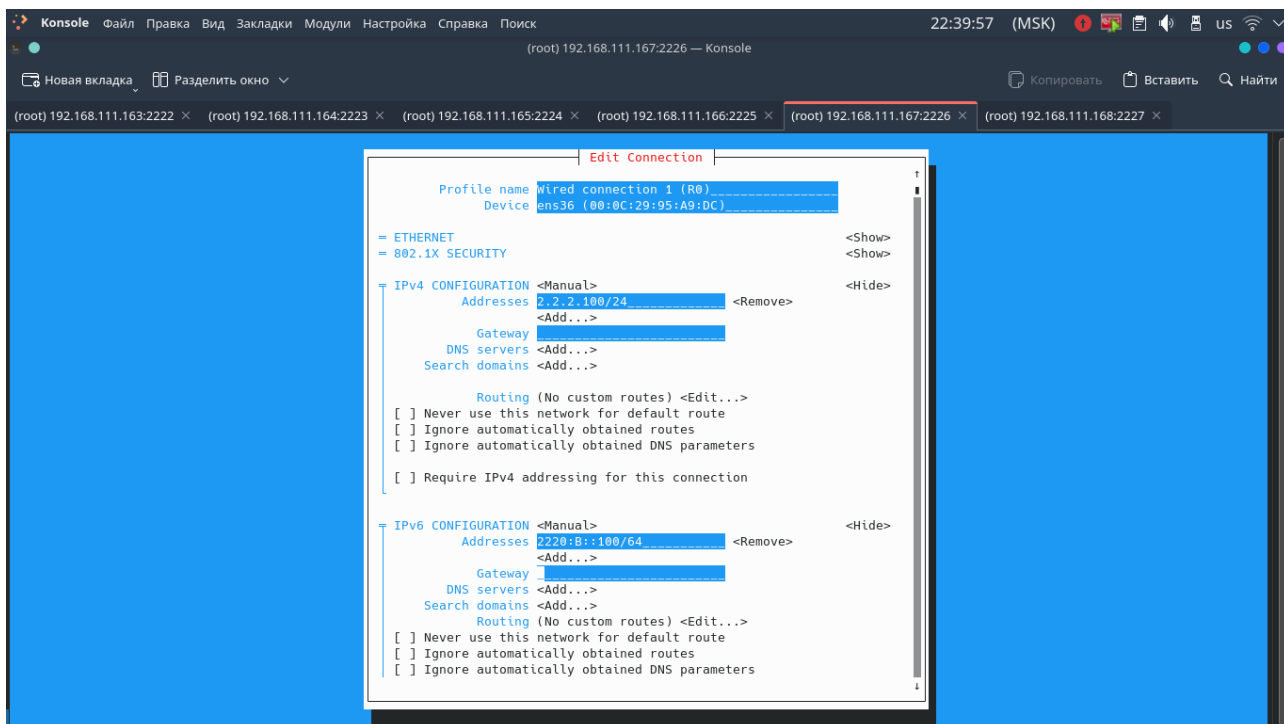 Konsole Файл Правка Вид Закладки Модули Настройка Справка Поиск 22:39:57 (MSK) us
(root) 192.168.111.167:2226 — Konsole
Новая вкладка Разделить окно Копировать Вставить Найти
(root) 192.168.111.163:2222 × (root) 192.168.111.164:2223 × (root) 192.168.111.165:2224 × (root) 192.168.111.166:2225 × (root) 192.168.111.167:2226 × (root) 192.168.111.168:2227 ×
Edit Connection
Profile name Wired connection 1 (R0)_________________
Device ens36 (00:0C:29:95:A9:DC)_______________
= ETHERNET <Show>
= 802.1X SECURITY <Show>
IPv4 CONFIGURATION <Manual> <Hide>
Addresses 2.2.2.100/24_____________ <Remove>
<Add...>
Gateway _________________________
DNS servers <Add...>
Search domains <Add...>
Routing (No custom routes) <Edit...>
[ ] Never use this network for default route
[ ] Ignore automatically obtained routes
[ ] Ignore automatically obtained DNS parameters
[ ] Require IPv4 addressing for this connection
IPv6 CONFIGURATION <Manual> <Hide>
Addresses 2220:B::100/64___________ <Remove>
<Add...>
Gateway _________________________
DNS servers <Add...>
Search domains <Add...>
Routing (No custom routes) <Edit...>
[ ] Never use this network for default route
[ ] Ignore automatically obtained routes
[ ] Ignore automatically obtained DNS parameters